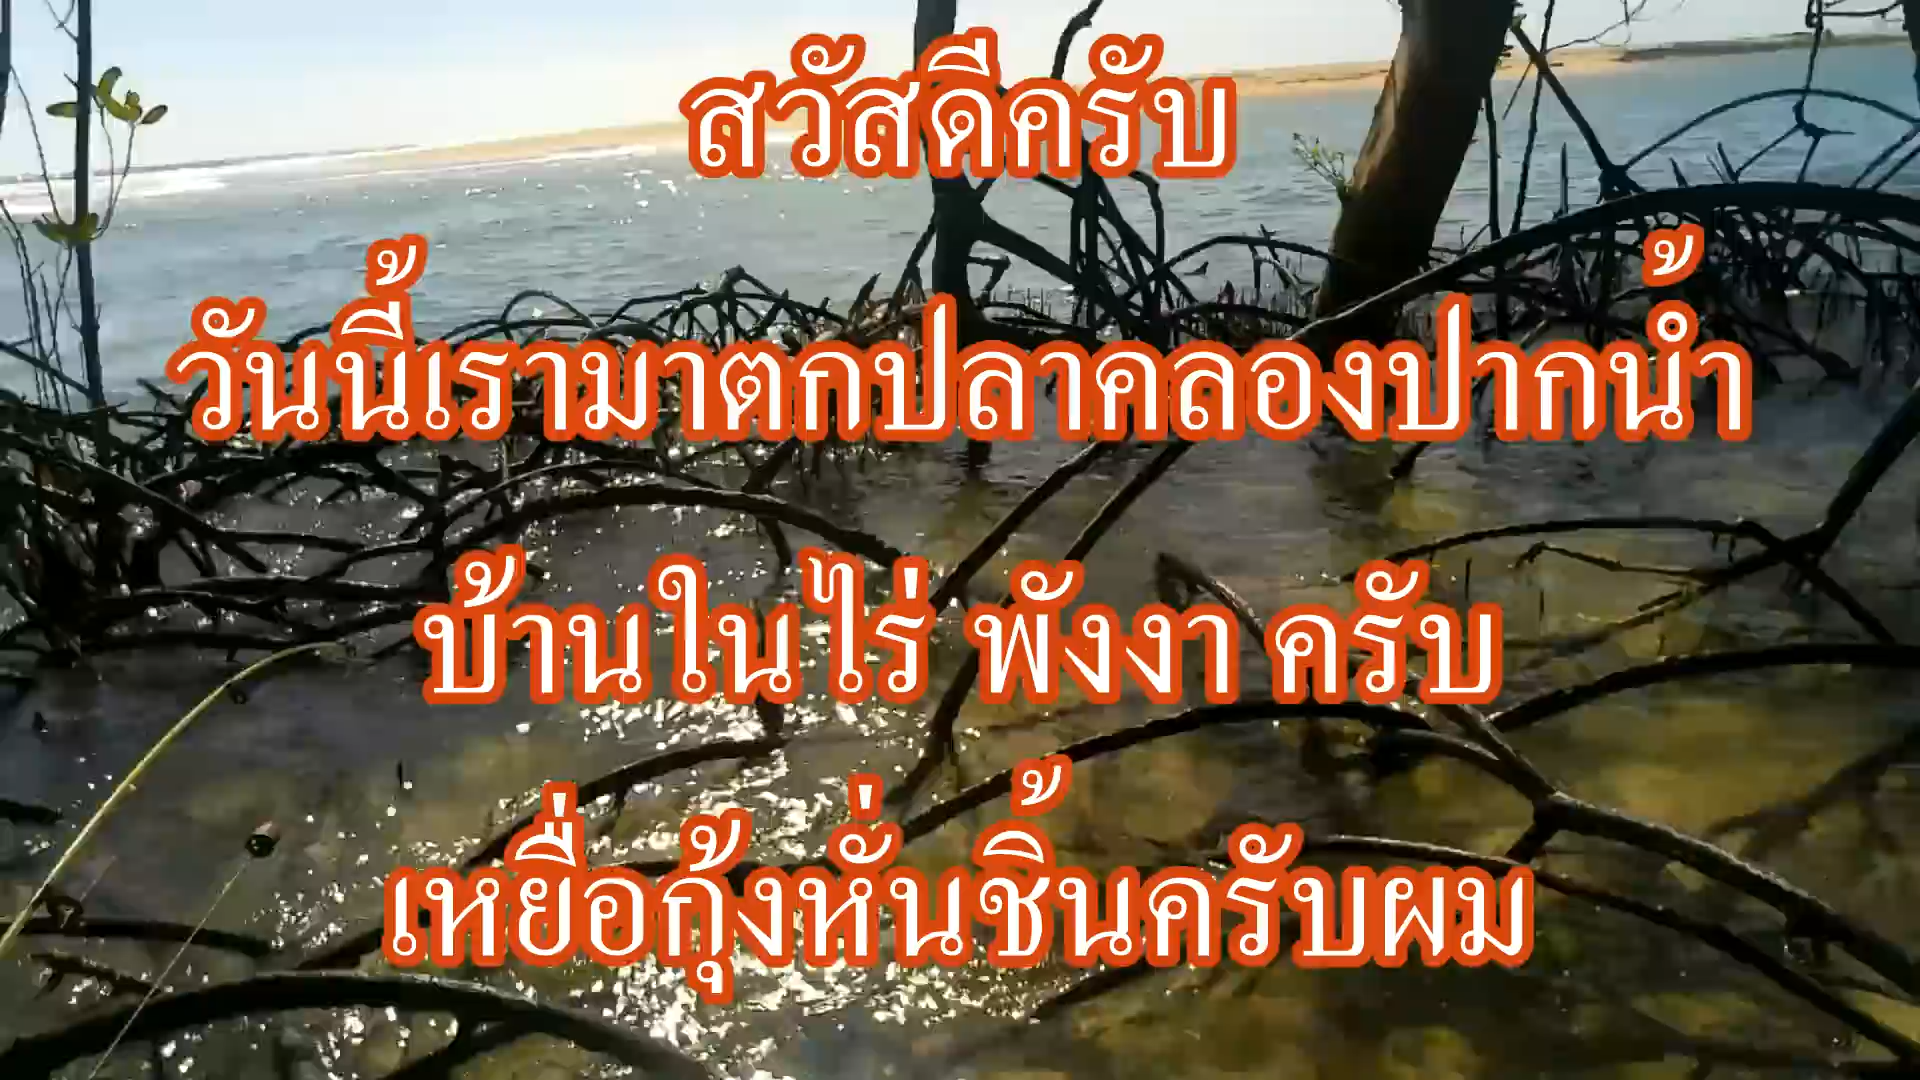 สวัสดีครับ
วันนี้เรามาตกปลาคลองปากน้ำ
บ้านในไร่ พังงา ครับ
เหยื่อกุ้งหั่นชิ้นครับผม